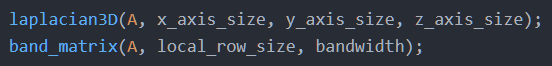 laplacian3D(A, x_axis_size, y_axis_size, z_axis_size);
band_matrix(A, local_row_size, bandwidth);